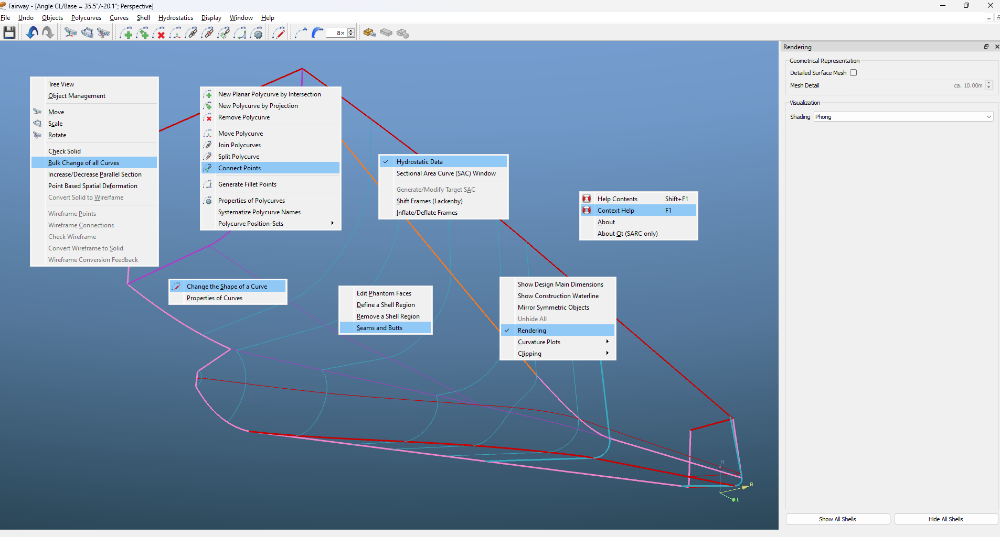 Fairway - [Angle CL/Base = 35.5°/-20.1°; Perspective]
File Undo Objects Polycurves Curves Shell Hydrostatics Display Window Help
8×
Rendering
Geometrical Representation
Detailed Surface Mesh
Mesh Detail ca. 10.00m
Visualization
Shading Phong
Tree View
Object Management
Move
Scale
Rotate
Check Solid
Bulk Change of all Curves
Increase/Decrease Parallel Section
Point Based Spatial Deformation
Convert Solid to Wirerfame
Wireframe Points
Wireframe Connections
Check Wireframe
Convert Wireframe to Solid
Wireframe Conversion Feedback
New Planar Polycurve by Intersection
New Polycurve by Projection
Remove Polycurve
Move Polycurve
Join Polycurves
Split Polycurve
Connect Points
Generate Fillet Points
Properties of Polycurves
Systematize Polycurve Names
Polycurve Position-Sets
Hydrostatic Data
Sectional Area Curve (SAC) Window
Generate/Modify Target SAC
Shift Frames (Lackenby)
Inflate/Deflate Frames
Help Contents Shift+F1
Context Help F1
About
About Qt (SARC only)
Change the Shape of a Curve
Properties of Curves
Edit Phantom Faces
Define a Shell Region
Remove a Shell Region
Seams and Butts
Show Design Main Dimensions
Show Construction Waterline
Mirror Symmetric Objects
Unhide All
Rendering
Curvature Plots
Clipping
H
B
L
Show All Shells Hide All Shells